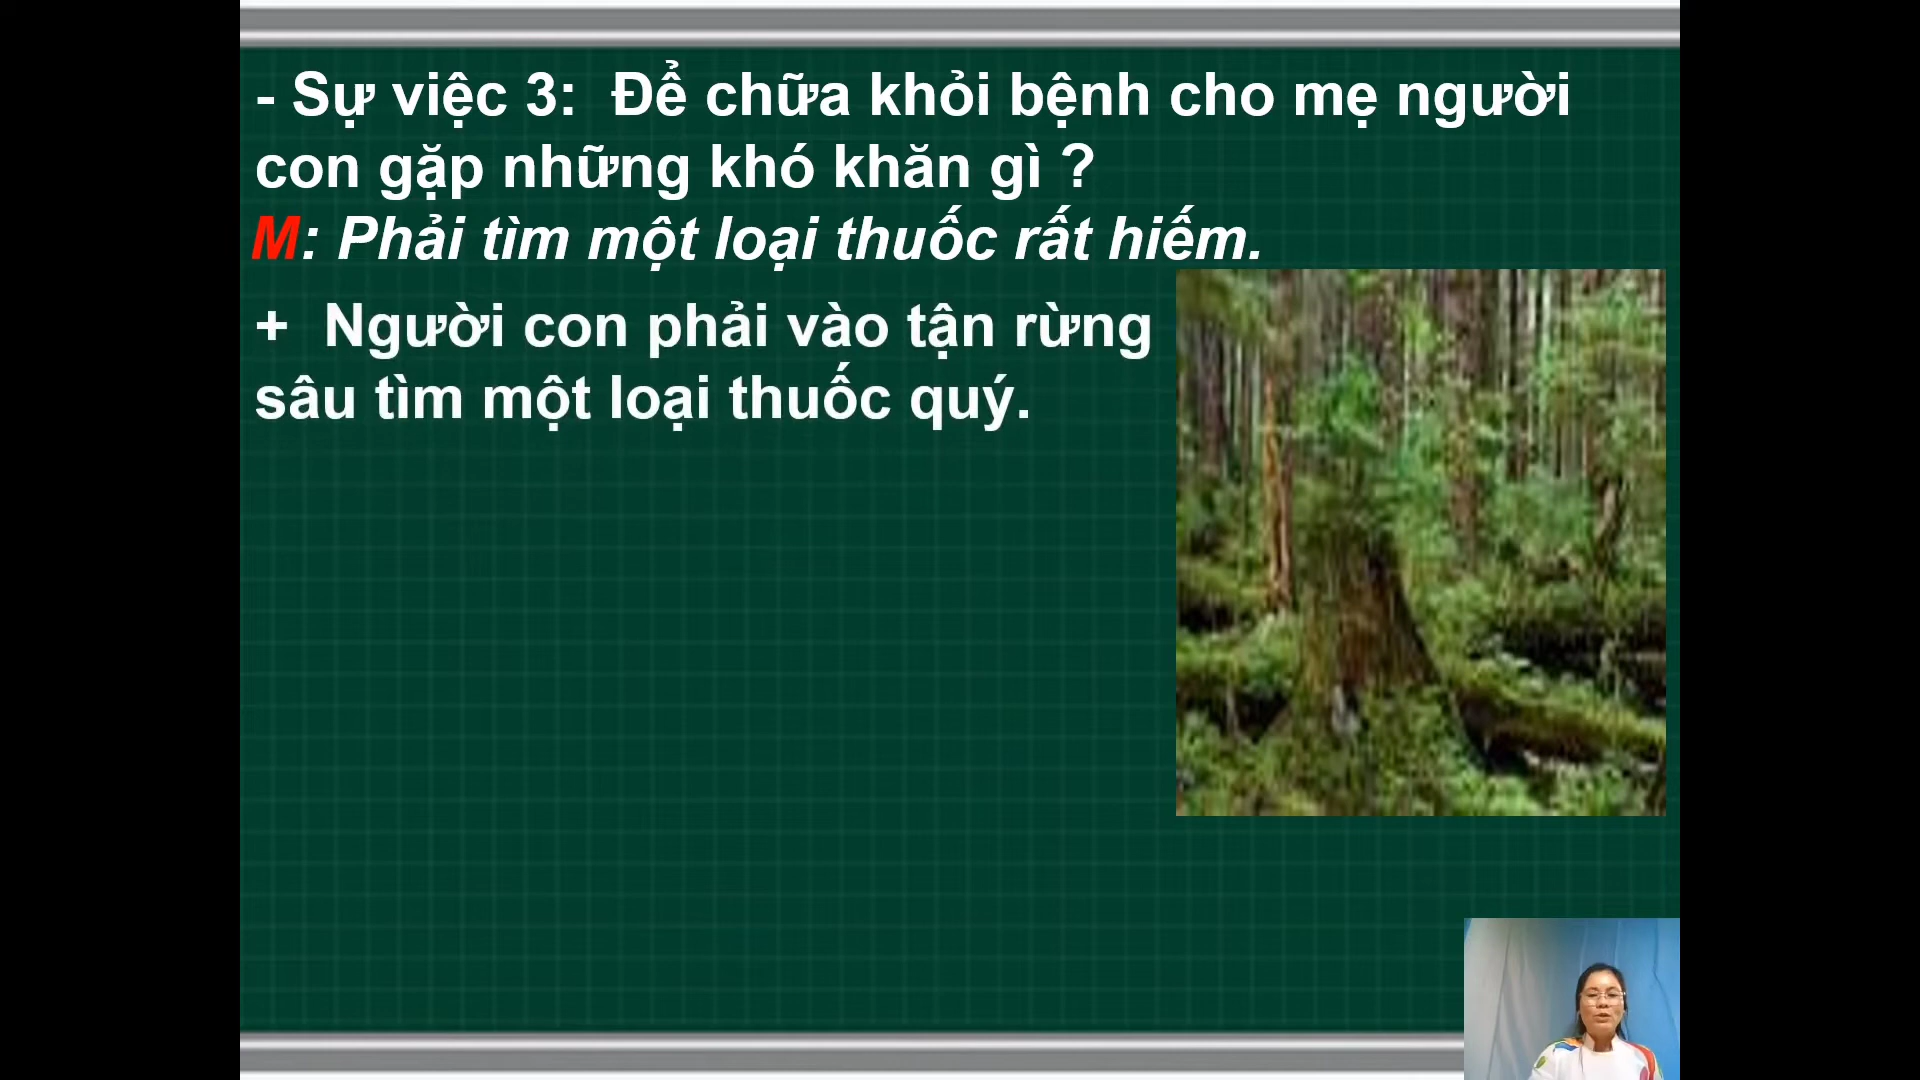 - Sự việc 3: Để chữa khỏi bệnh cho mẹ người
con gặp những khó khăn gì ?
M: Phải tìm một loại thuốc rất hiếm.
+ Người con phải vào tận rừng
sâu tìm một loại thuốc quý.